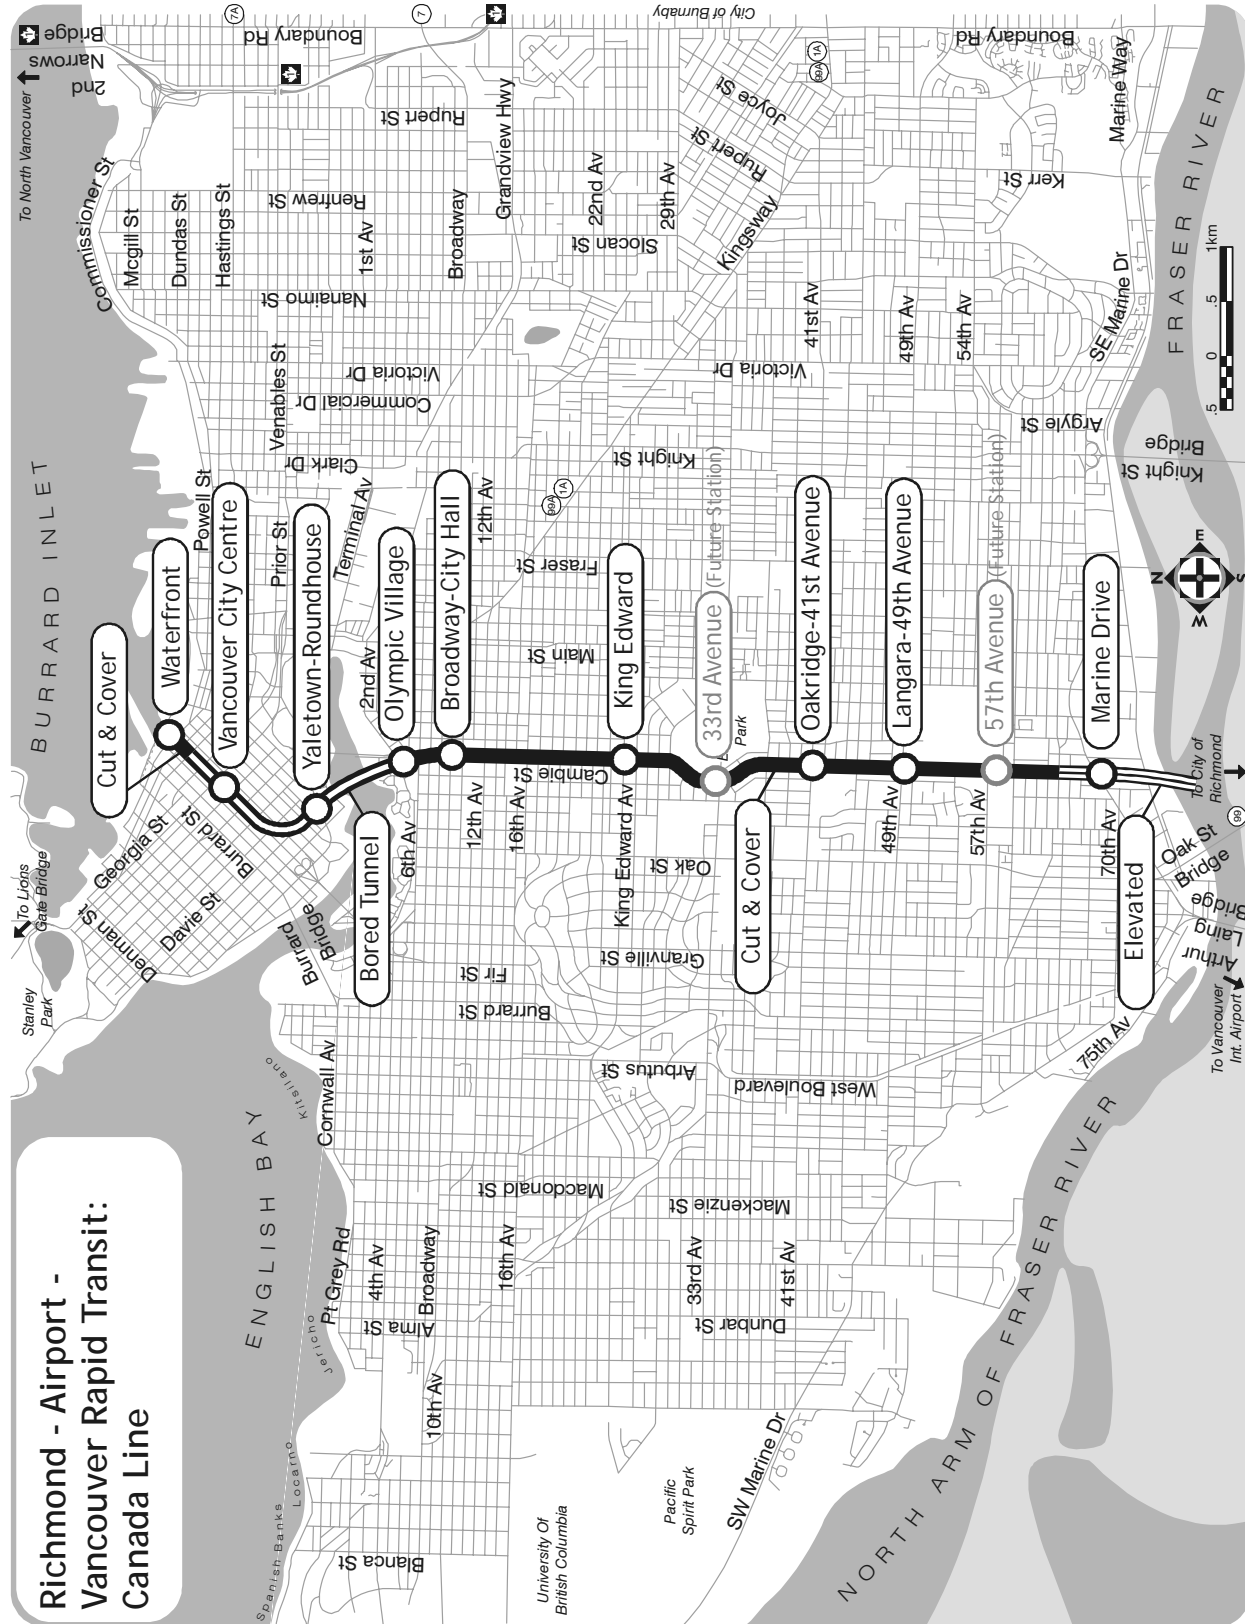 Richmond - Airport -
Vancouver Rapid Transit:
Canada Line
BURRARD INLET
ENGLISH BAY
Spanish Banks
Locarno
Jericho
Kitsilano
Stanley
Park
To Lions
Gate Bridge
To North Vancouver
2nd
Narrows
Bridge
Cut & Cover
Waterfront
Vancouver City Centre
Yaletown-Roundhouse
Bored Tunnel
Olympic Village
Broadway-City Hall
King Edward
33rd Avenue (Future Station)
Park
Cut & Cover
Oakridge-41st Avenue
Langara-49th Avenue
57th Avenue (Future Station)
Marine Drive
Elevated
Georgia St
Denman St
Davie St
Burrard St
Burrard
Bridge
Commissioner St
Mcgill St
Dundas St
Hastings St
Powell St
Venables St
Prior St
Terminal Av
2nd Av
Clark Dr
Commercial Dr
Victoria Dr
Nanaimo St
Renfrew St
Rupert St
Boundary Rd
7A
7
1st Av
Broadway
Grandview Hwy
12th Av
99A
1A
22nd Av
29th Av
Slocan St
Kingsway
Rupert St
Joyce St
99A
1A
City of Burnaby
Boundary Rd
Kerr St
Marine Way
41st Av
49th Av
54th Av
Victoria Dr
SE Marine Dr
Argyle St
Knight St
Fraser St
Main St
Cambie St
6th Av
12th Av
16th Av
King Edward Av
Oak St
Granville St
Fir St
Burrard St
Arbutus St
West Boulevard
Macdonald St
Mackenzie St
Dunbar St
Alma St
Blanca St
Cornwall Av
Pt Grey Rd
4th Av
Broadway
10th Av
16th Av
33rd Av
41st Av
49th Av
57th Av
70th Av
75th Av
SW Marine Dr
University Of
British Columbia
Pacific
Spirit Park
NORTH ARM OF FRASER RIVER
FRASER RIVER
Knight St
Bridge
Oak St
Bridge
Arthur
Laing
Bridge
To Vancouver
Int. Airport
To City of
Richmond
99
N
E
S
W
.5
0
.5
1km